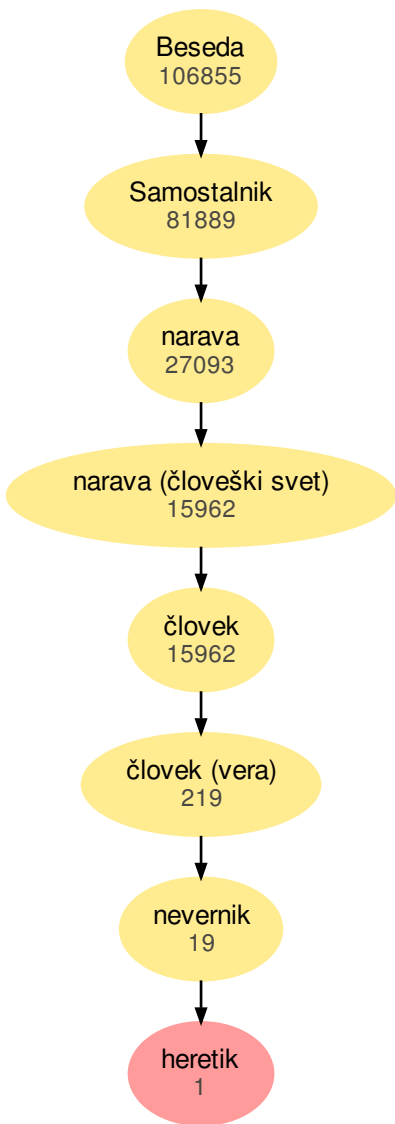 Beseda
106855
Samostalnik
81889
narava
27093
narava (človeški svet)
15962
človek
15962
človek (vera)
219
nevernik
19
heretik
1